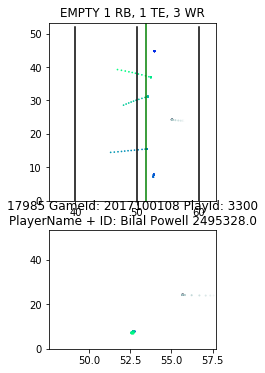 EMPTY 1 RB, 1 TE, 3 WR
50
40
30
20
10
0
40 50 60
17985 GameId: 2017100108 PlayId: 3300
PlayerName + ID: Bilal Powell 2495328.0
40
20
0
50.0 52.5 55.0 57.5